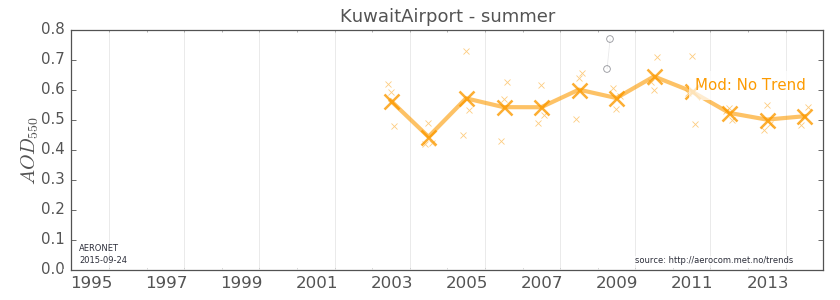 KuwaitAirport - summer
0.8
0.7
0.6
0.5
0.4
0.3
0.2
0.1
0.0
AOD550
Mod: No Trend
AERONET
2015-09-24
source: http://aerocom.met.no/trends
1995 1997 1999 2001 2003 2005 2007 2009 2011 2013